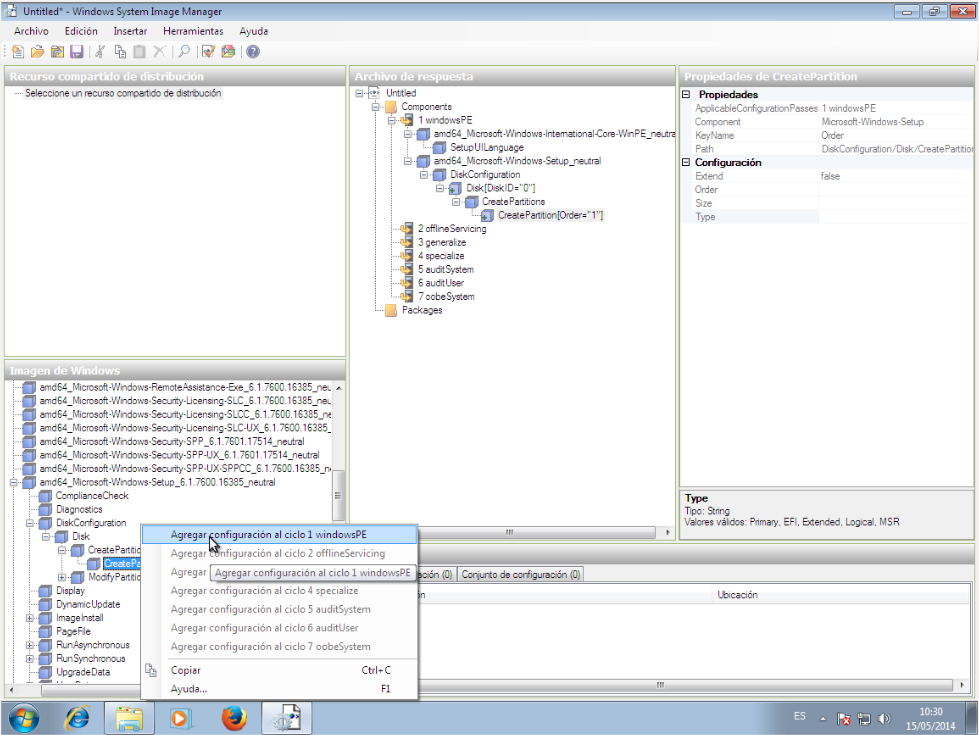 Untitled* - Windows System Image Manager
Archivo Edición Insertar Herramientas Ayuda
Recurso compartido de distribución
Seleccione un recurso compartido de distribución
Archivo de respuesta
Untitled
Components
1 windowsPE
amd64_Microsoft-Windows-International-Core-WinPE_neutra
SetupUILanguage
amd64_Microsoft-Windows-Setup_neutral
DiskConfiguration
Disk[DiskID="0"]
CreatePartitions
CreatePartition[Order="1"]
2 offlineServicing
3 generalize
4 specialize
5 auditSystem
6 auditUser
7 oobeSystem
Packages
Propiedades de CreatePartition
Propiedades
ApplicableConfigurationPasses 1 windowsPE
Component Microsoft-Windows-Setup
KeyName Order
Path DiskConfiguration/Disk/CreatePartition
Configuración
Extend false
Order
Size
Type
Type
Tipo: String
Valores válidos: Primary, EFI, Extended, Logical, MSR
Imagen de Windows
amd64_Microsoft-Windows-RemoteAssistance-Exe_6.1.7600.16385_neu
amd64_Microsoft-Windows-Security-Licensing-SLC_6.1.7600.16385_neu
amd64_Microsoft-Windows-Security-Licensing-SLCC_6.1.7600.16385_ne
amd64_Microsoft-Windows-Security-Licensing-SLC-UX_6.1.7600.16385_
amd64_Microsoft-Windows-Security-SPP_6.1.7601.17514_neutral
amd64_Microsoft-Windows-Security-SPP-UX_6.1.7601.17514_neutral
amd64_Microsoft-Windows-Security-SPP-UX-SPPCC_6.1.7600.16385_n
amd64_Microsoft-Windows-Setup_6.1.7600.16385_neutral
ComplianceCheck
Diagnostics
DiskConfiguration
Disk
CreatePartitio
CreatePa
ModifyPartitio
Display
DynamicUpdate
ImageInstall
PageFile
RunAsynchronous
RunSynchronous
UpgradeData
Agregar configuración al ciclo 1 windowsPE
Agregar configuración al ciclo 2 offlineServicing
Agregar
Agregar configuración al ciclo 1 windowsPE
Agregar configuración al ciclo 4 specialize
Agregar configuración al ciclo 5 auditSystem
Agregar configuración al ciclo 6 auditUser
Agregar configuración al ciclo 7 oobeSystem
Copiar Ctrl+C
Ayuda... F1
ación (0) Conjunto de configuración (0)
Ubicación
ES
10:30
15/05/2014